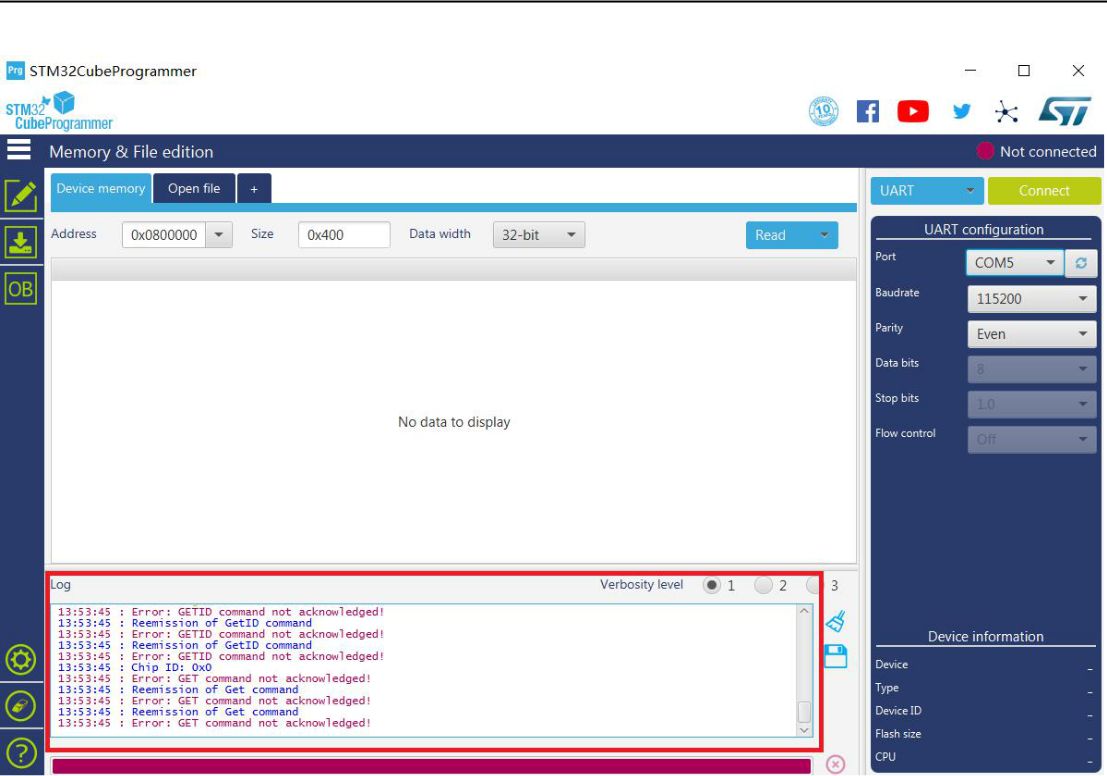 Prg STM32CubeProgrammer
STM32
CubeProgrammer
10
ST
Memory & File edition
Not connected
Device memory Open file +
UART Connect
Address 0x0800000 Size 0x400 Data width 32-bit Read
UART configuration
Port COM5
Baudrate 115200
Parity Even
Data bits 8
Stop bits 1.0
Flow control Off
OB
No data to display
Log Verbosity level 1 2 3
13:53:45 : Error: GETID command not acknowledged!
13:53:45 : Reemission of GetID command
13:53:45 : Error: GETID command not acknowledged!
13:53:45 : Reemission of GetID command
13:53:45 : Error: GETID command not acknowledged!
13:53:45 : Chip ID: 0x0
13:53:45 : Error: GET command not acknowledged!
13:53:45 : Reemission of Get command
13:53:45 : Error: GET command not acknowledged!
13:53:45 : Reemission of Get command
13:53:45 : Error: GET command not acknowledged!
Device information
Device -
Type -
Device ID -
Flash size -
CPU -